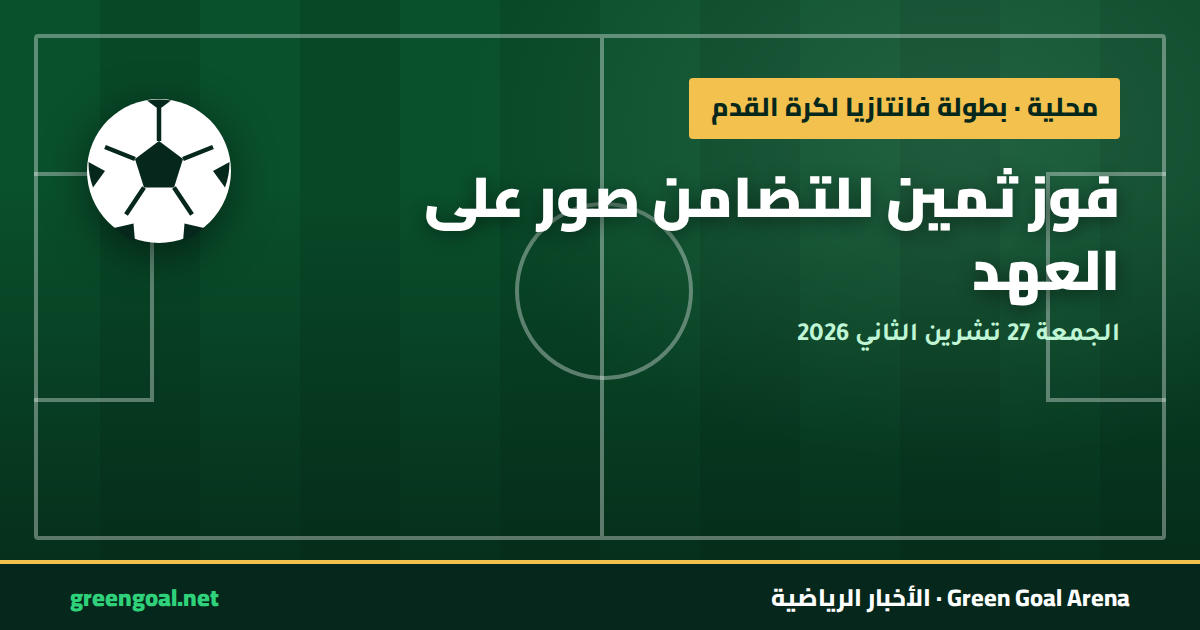 محلية · بطولة فانتازيا لكرة القدم
فوز ثمين للتضامن صور على
العهد
الجمعة 27 تشرين الثاني 2026
الأخبار الرياضية · Green Goal Arena
greengoal.net